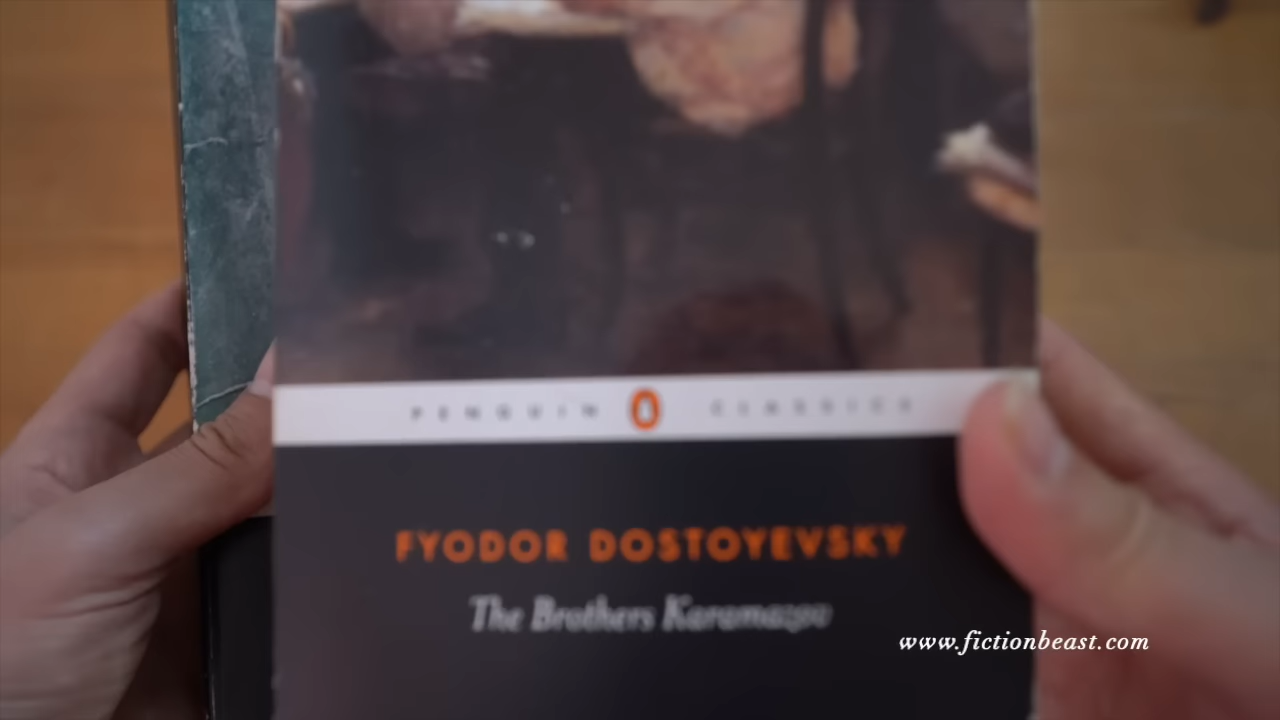 PENGUIN CLASSICS
FYODOR DOSTOYEVSKY
The Brothers Karamazov
www.fictionbeast.com